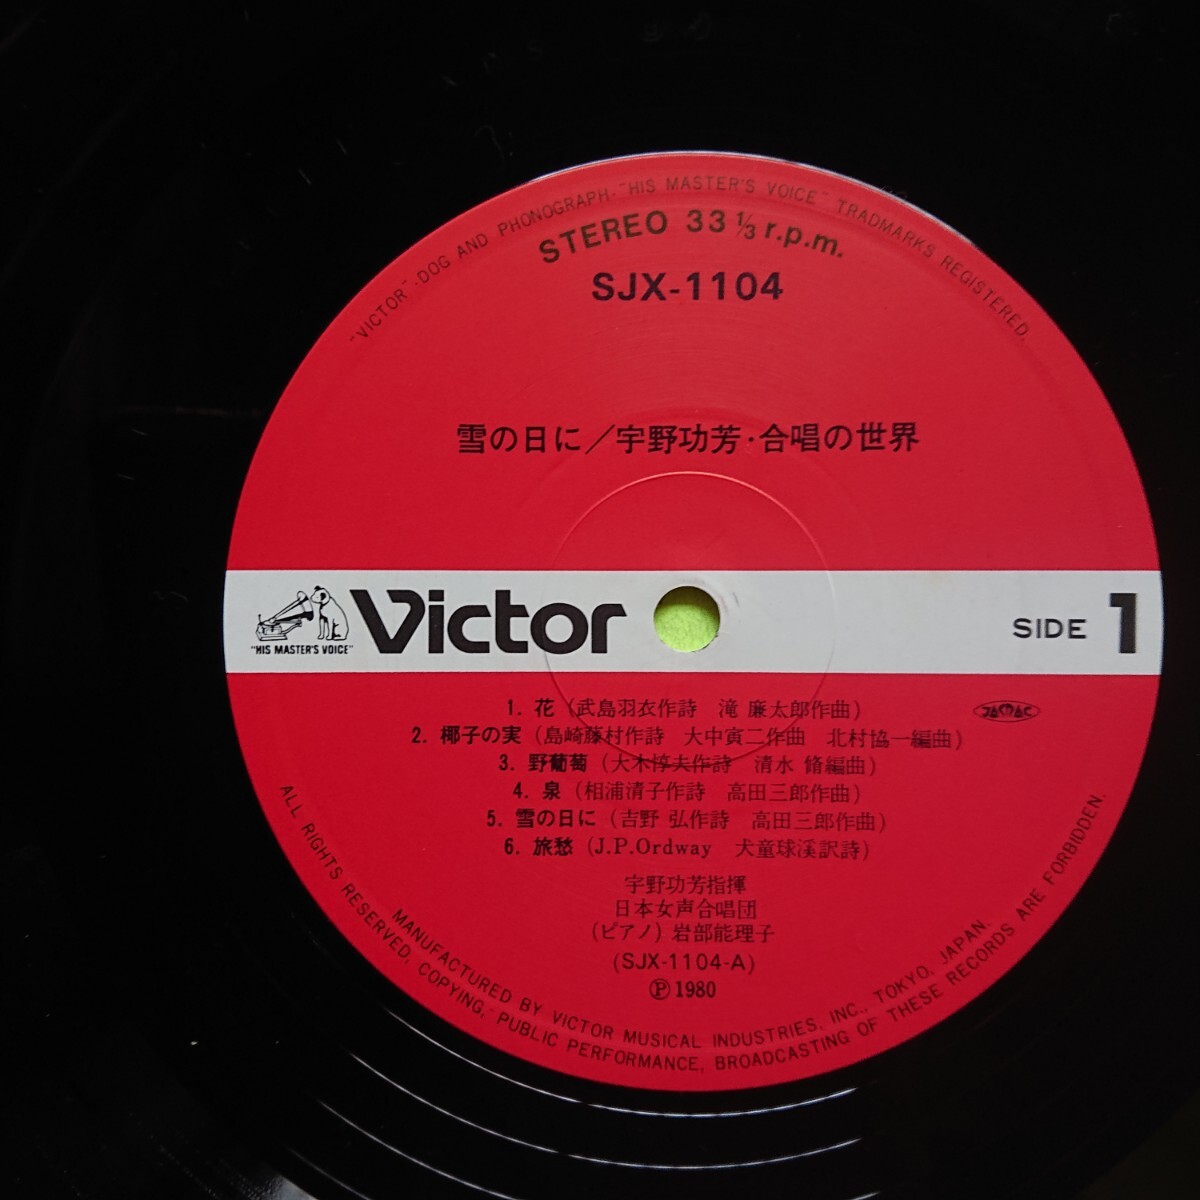 "VICTOR"-DOG AND PHONOGRAPH-"HIS MASTER'S VOICE" TRADMARKS REGISTERED.
STEREO 33 1/3 r.p.m.
SJX-1104
雪の日に/宇野功芳・合唱の世界
"HIS MASTER'S VOICE"
Victor
SIDE 1
1. 花 (武島羽衣作詩 滝 廉太郎作曲)
JASRAC
2. 椰子の実 (島崎藤村作詩 大中寅二作曲 北村協一編曲)
3. 野葡萄 (大木惇夫作詩 清水 脩編曲)
4. 泉 (相浦清子作詩 高田三郎作曲)
5. 雪の日に (吉野 弘作詩 高田三郎作曲)
6. 旅愁 (J.P.Ordway 犬童球渓訳詩)
宇野功芳指揮
日本女声合唱団
(ピアノ) 岩部能理子
(SJX-1104-A)
Ⓟ 1980
MANUFACTURED BY VICTOR MUSICAL INDUSTRIES, INC., TOKYO, JAPAN.
ALL RIGHTS RESERVED, COPYING, PUBLIC PERFORMANCE, BROADCASTING OF THESE RECORDS ARE FORBIDDEN.